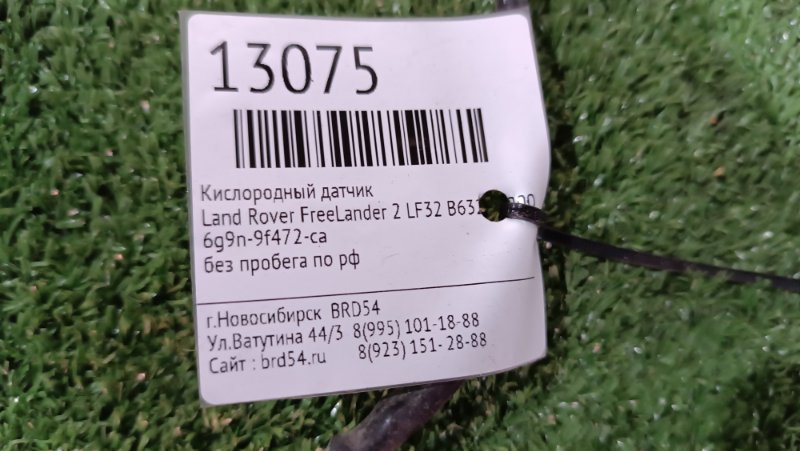 13075
Кислородный датчик
Land Rover FreeLander 2 LF32
6g9n-9f472-ca
без пробега по рф
г.Новосибирск BRD54
Ул.Ватутина 44/3 8(995) 101-18-88
Сайт : brd54.ru 8(923) 151- 28-88